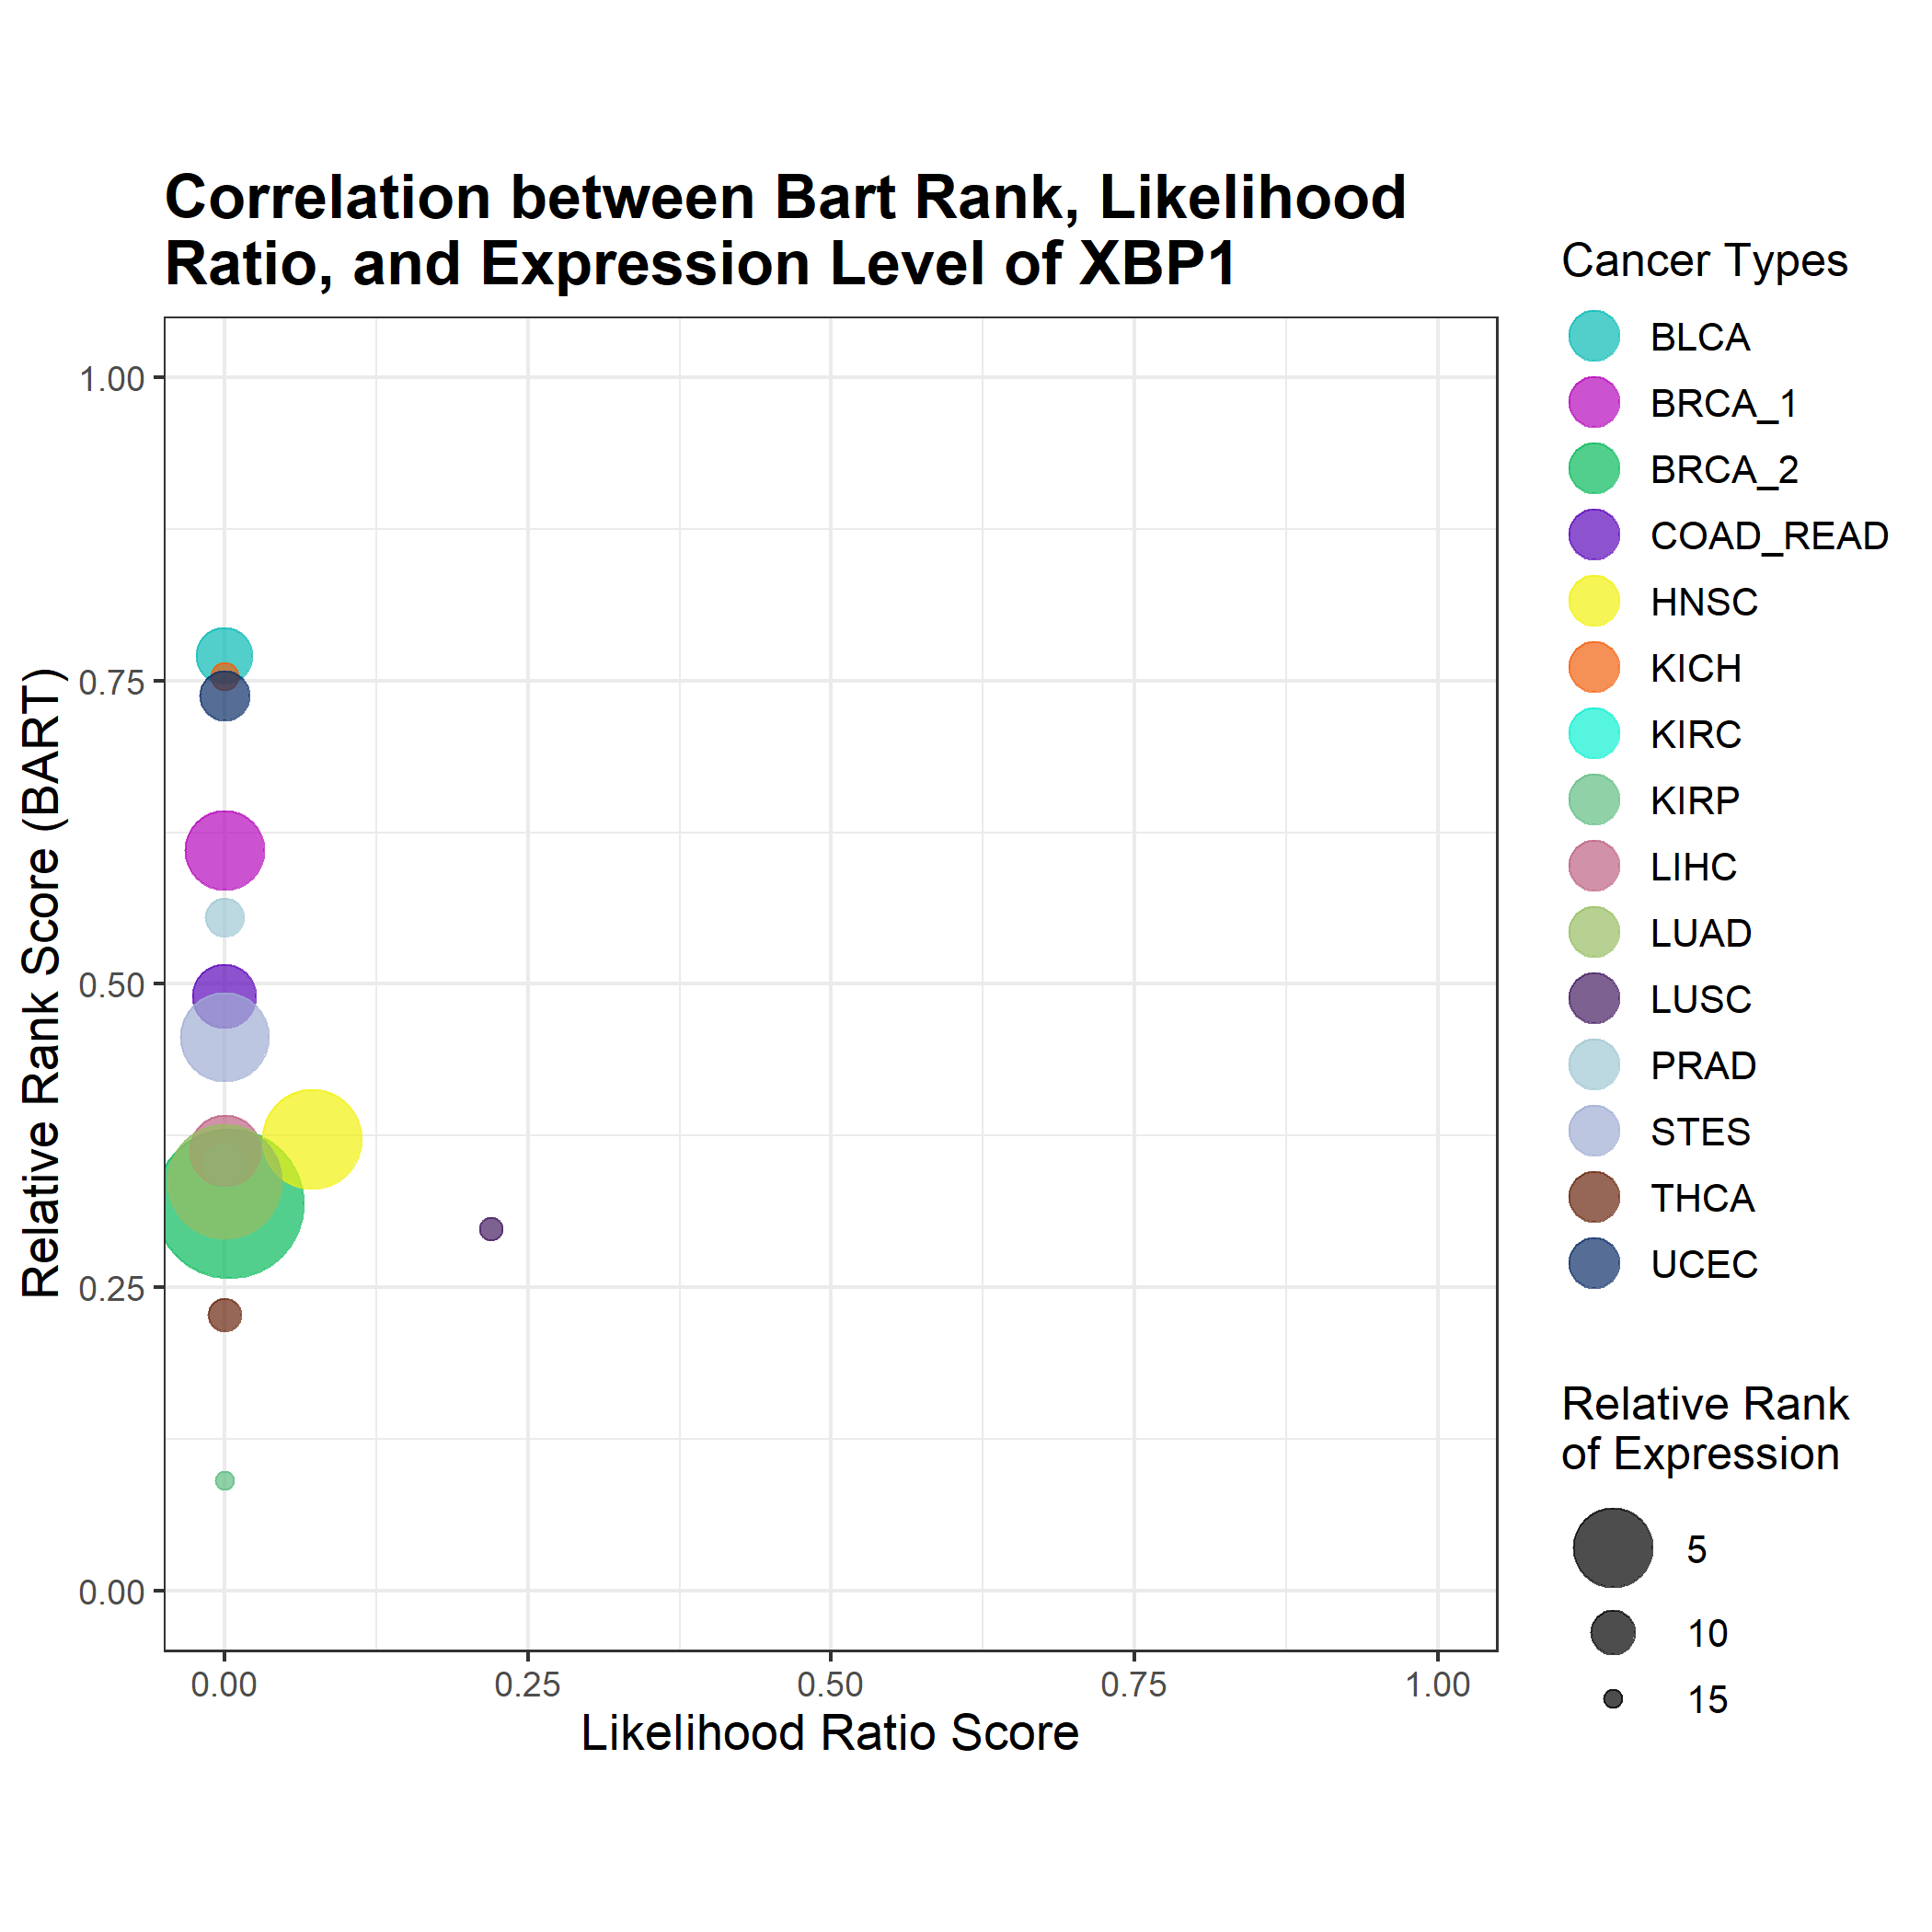 Correlation between Bart Rank, Likelihood
Ratio, and Expression Level of XBP1
Relative Rank Score (BART)
1.00
0.75
0.50
0.25
0.00
0.00
0.25
0.50
0.75
1.00
Likelihood Ratio Score
Cancer Types
BLCA
BRCA_1
BRCA_2
COAD_READ
HNSC
KICH
KIRC
KIRP
LIHC
LUAD
LUSC
PRAD
STES
THCA
UCEC
Relative Rank
of Expression
5
10
15